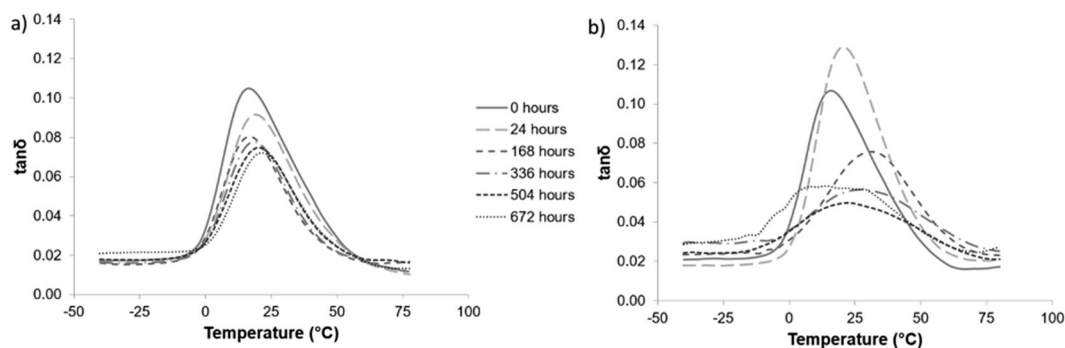 a)
0.14
0.12
0.10
0.08
0.06
0.04
0.02
0.00
tanδ
-50
-25
0
25
50
75
100
Temperature (°C)
0 hours
24 hours
168 hours
336 hours
504 hours
672 hours
b)
0.14
0.12
0.10
0.08
0.06
0.04
0.02
0.00
tanδ
-50
-25
0
25
50
75
100
Temperature (°C)